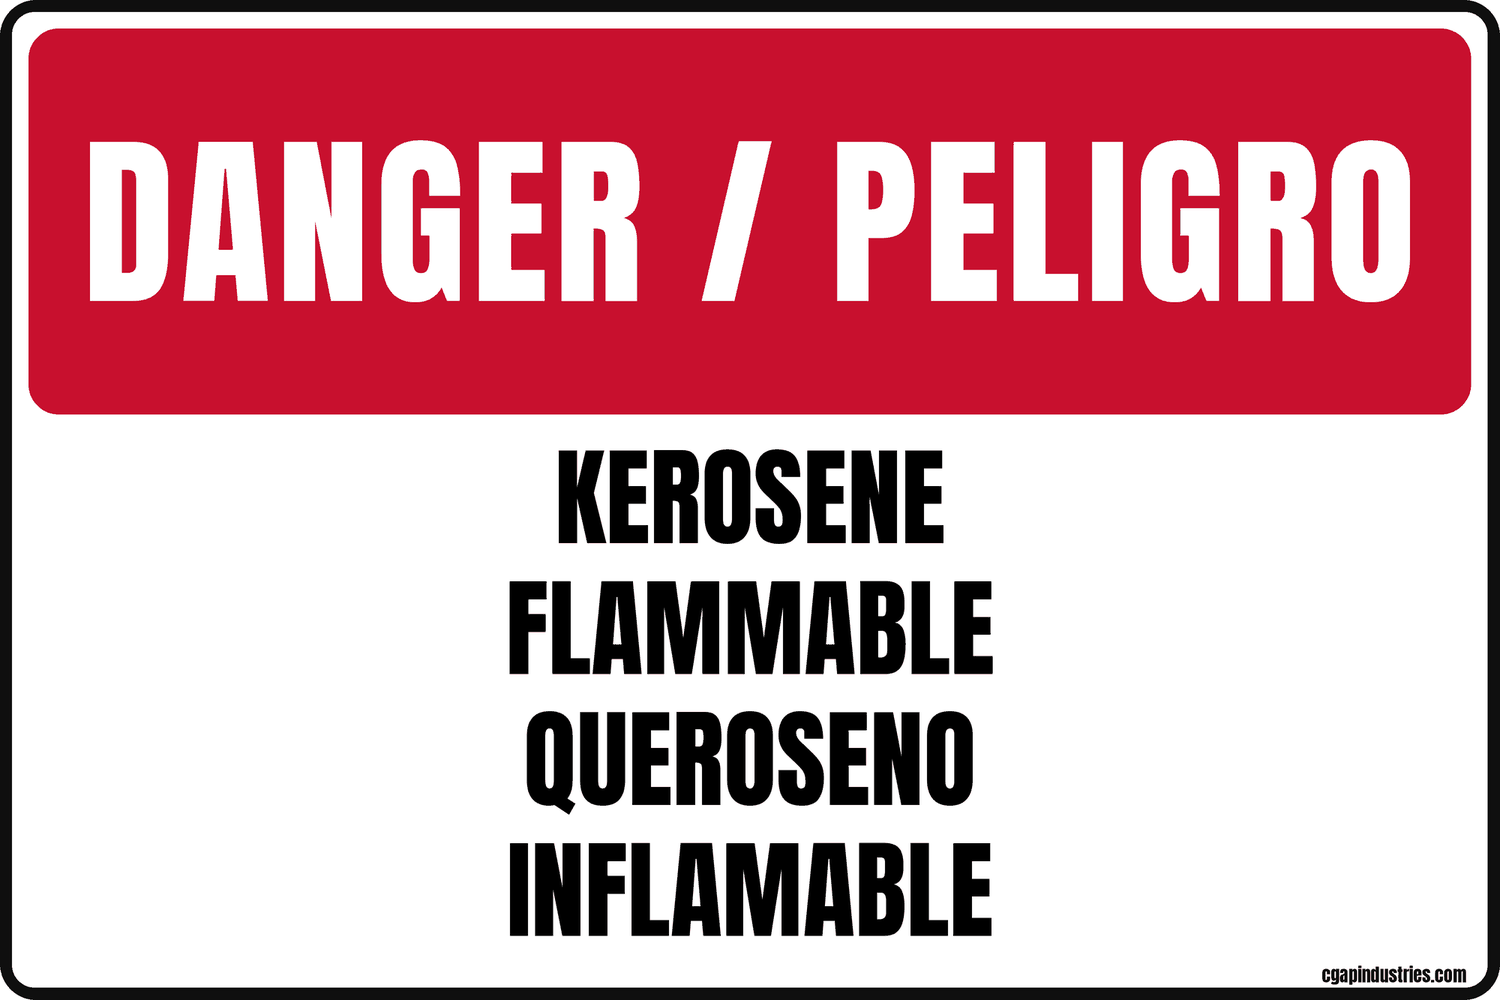 DANGER / PELIGRO
KEROSENE
FLAMMABLE
QUEROSENO
INFLAMABLE
cgapindustries.com